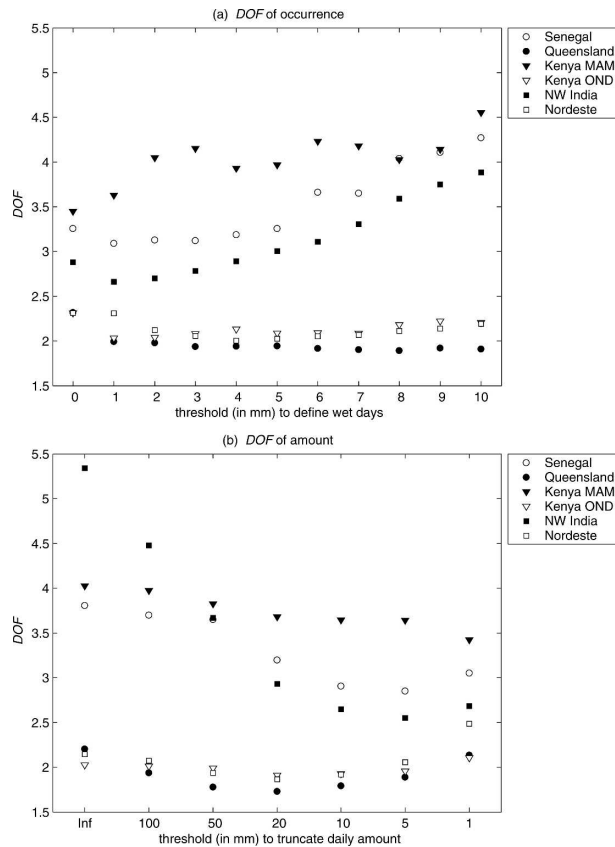 (a) DOF of occurrence
5.5
5
4.5
4
3.5
3
2.5
2
1.5
DOF
0 1 2 3 4 5 6 7 8 9 10
threshold (in mm) to define wet days
Senegal
Queensland
Kenya MAM
Kenya OND
NW India
Nordeste
(b) DOF of amount
5.5
5
4.5
4
3.5
3
2.5
2
1.5
DOF
Inf 100 50 20 10 5 1
threshold (in mm) to truncate daily amount
Senegal
Queensland
Kenya MAM
Kenya OND
NW India
Nordeste